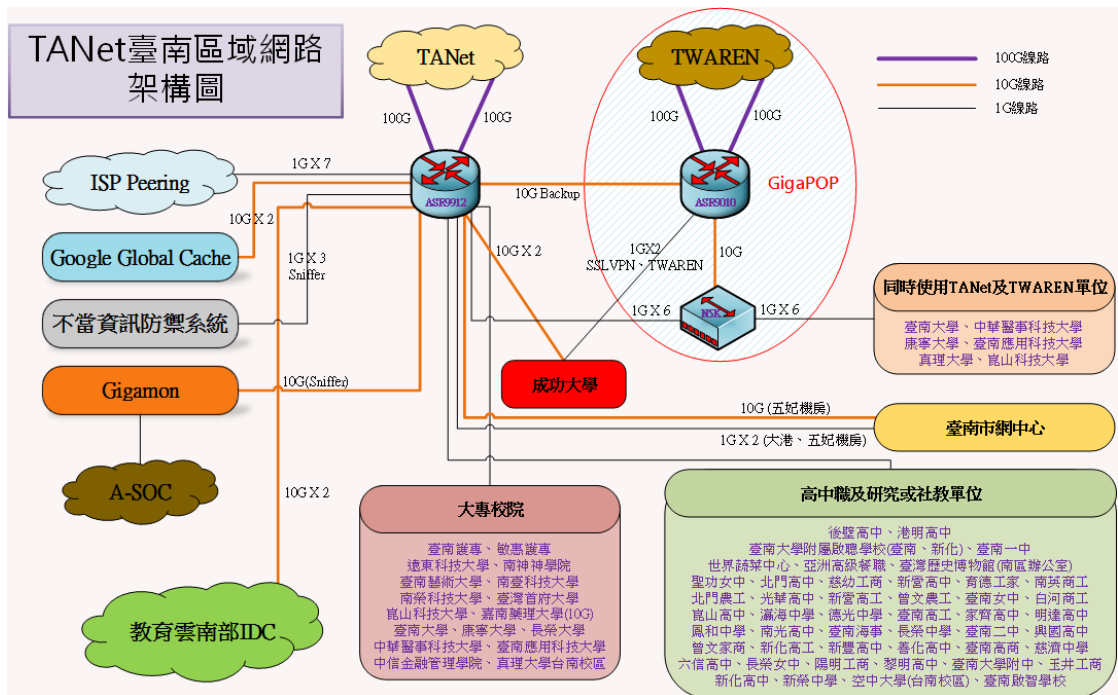 TANet臺南區域網路
架構圖
TANet
TWAREN
100G線路
10G線路
1G線路
100G
100G
100G
100G
ISP Peering
1G X 7
ASR9912
10G Backup
ASR9010
GigaPOP
10G X 2
Google Global Cache
1G X 3
Sniffer
10G X 2
1GX2
SSLVPN、TWAREN
10G
不當資訊防禦系統
1G X 6
N5K
1G X 6
同時使用TANet及TWAREN單位
臺南大學、中華醫事科技大學
康寧大學、臺南應用科技大學
真理大學、崑山科技大學
Gigamon
10G(Sniffer)
成功大學
10G (五妃機房)
臺南市網中心
1G X 2 (大港、五妃機房)
A-SOC
10G X 2
教育雲南部IDC
大專校院
臺南護專、敏惠護專
遠東科技大學、南神神學院
臺南藝術大學、南臺科技大學
南榮科技大學、臺灣首府大學
崑山科技大學、嘉南藥理大學(10G)
臺南大學、康寧大學、長榮大學
中華醫事科技大學、臺南應用科技大學
中信金融管理學院、真理大學台南校區
高中職及研究或社教單位
後壁高中、港明高中
臺南大學附屬啟聰學校(臺南、新化)、臺南一中
世界蔬菜中心、亞洲高級餐職、臺灣歷史博物館(南區辦公室)
聖功女中、北門高中、慈幼工商、新營高中、育德工家、南英商工
北門農工、光華高中、新營高工、曾文農工、臺南女中、白河商工
崑山高中、瀛海中學、德光中學、臺南高工、家齊高中、明達高中
鳳和中學、南光高中、臺南海事、長榮中學、臺南二中、興國高中
曾文家商、新化高工、新豐高中、善化高中、臺南高商、慈濟中學
六信高中、長榮女中、陽明工商、黎明高中、臺南大學附中、玉井工商
新化高中、新榮中學、空中大學(台南校區)、臺南啟智學校